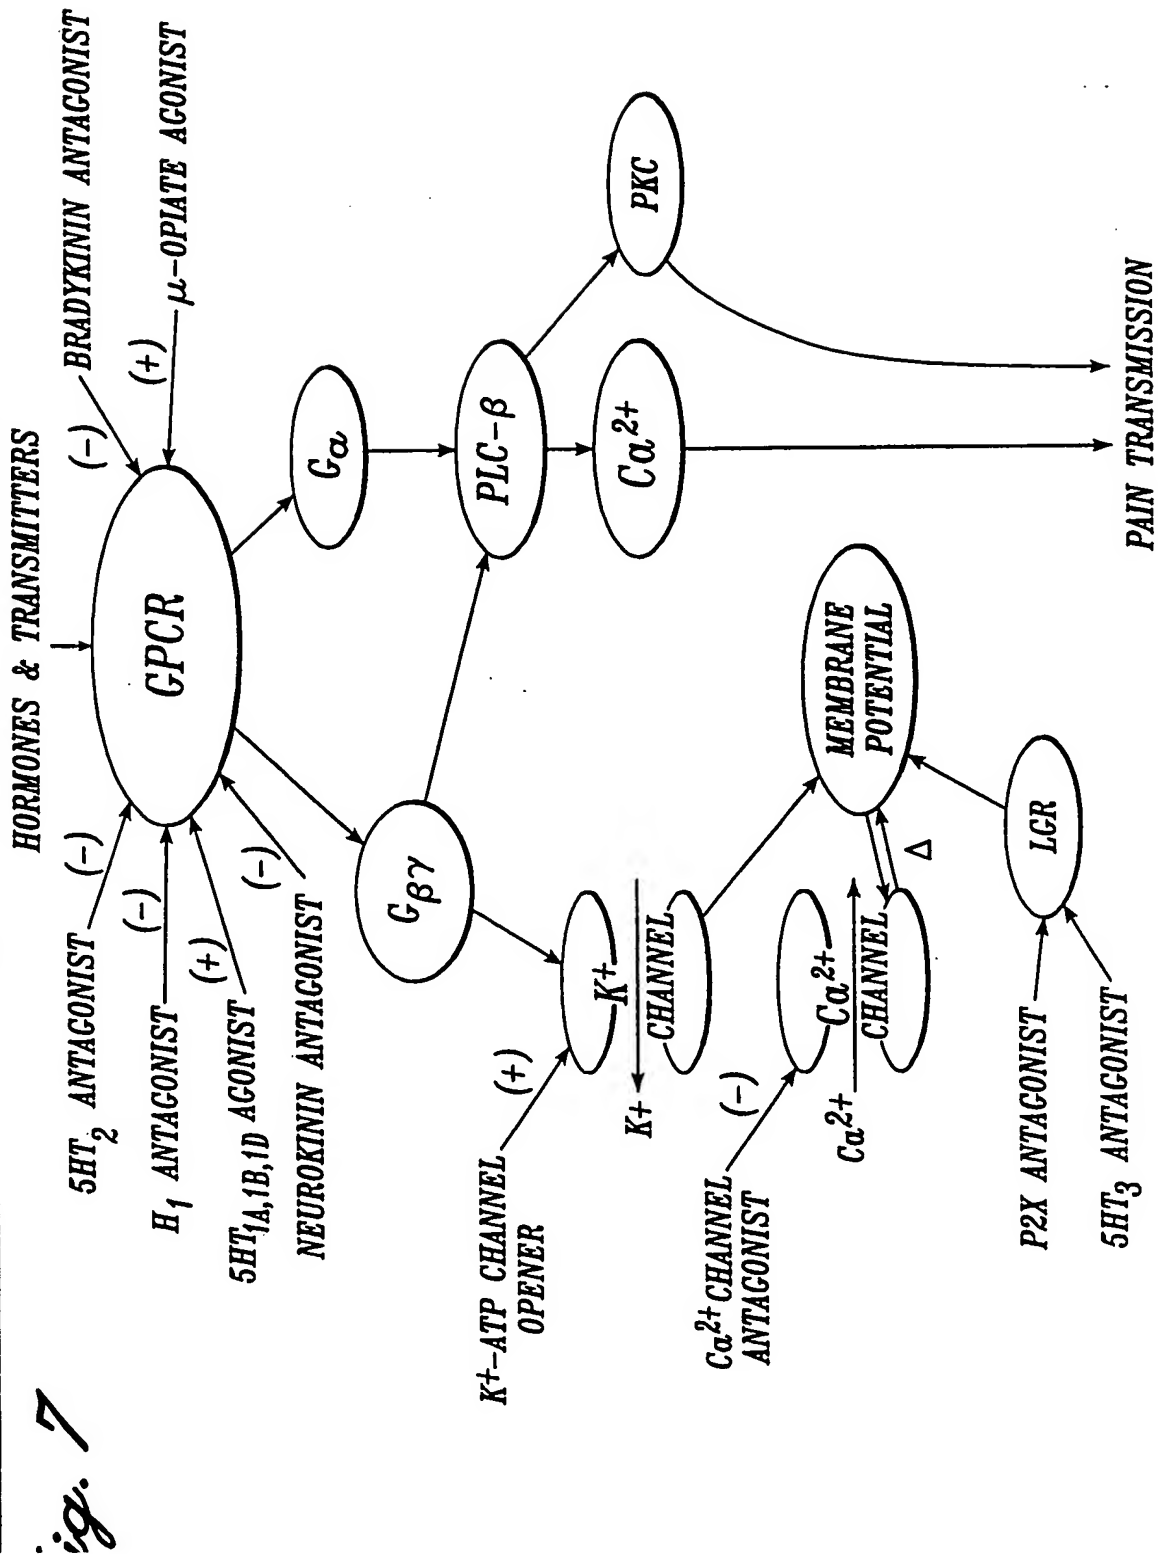 Fig. 7
HORMONES & TRANSMITTERS
5HT2 ANTAGONIST
(-)
H1 ANTAGONIST
(-)
5HT1A,1B,1D AGONIST
(+)
NEUROKININ ANTAGONIST
(-)
GPCR
(-)
BRADYKININ ANTAGONIST
(+)
μ-OPIATE AGONIST
Gβγ
Gα
K+-ATP CHANNEL
OPENER
(+)
K+
CHANNEL
K+
PLC-β
Ca2+
PKC
Ca2+ CHANNEL
ANTAGONIST
(-)
Ca2+
Ca2+
CHANNEL
Δ
MEMBRANE
POTENTIAL
LGR
P2X ANTAGONIST
5HT3 ANTAGONIST
PAIN TRANSMISSION